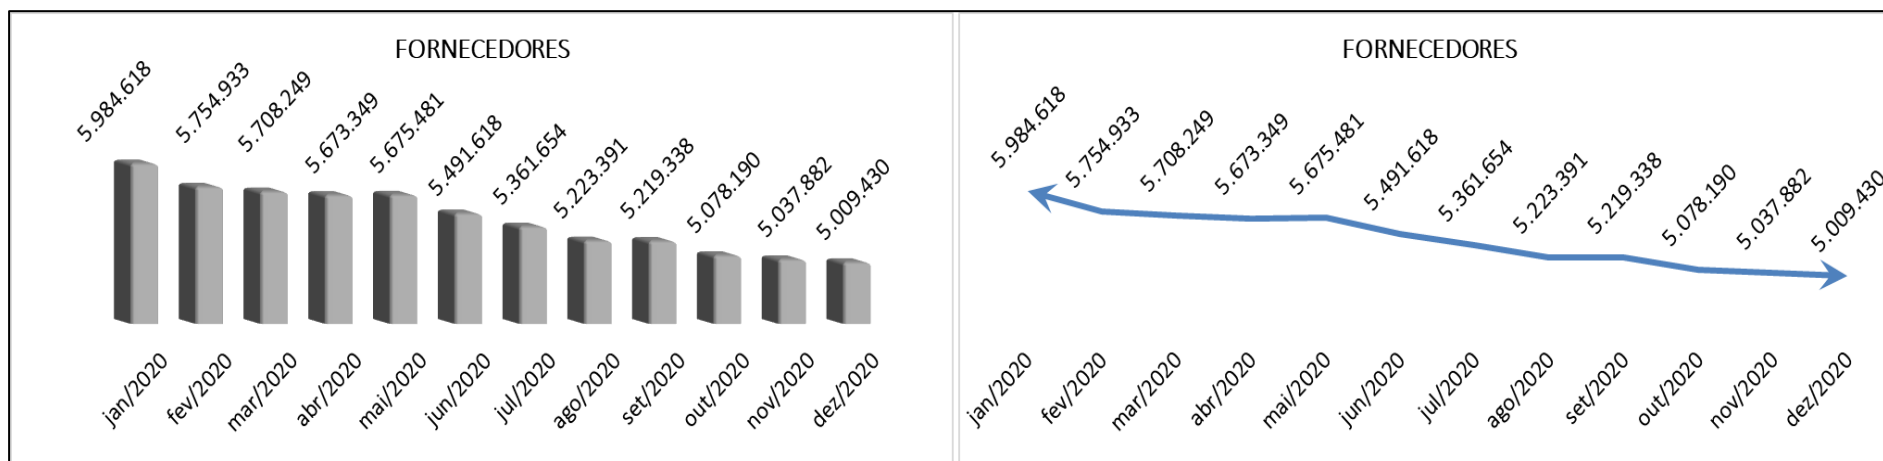 FORNECEDORES
5.984.618
5.754.933
5.708.249
5.673.349
5.675.481
5.491.618
5.361.654
5.223.391
5.219.338
5.078.190
5.037.882
5.009.430
jan/2020
fev/2020
mar/2020
abr/2020
mai/2020
jun/2020
jul/2020
ago/2020
set/2020
out/2020
nov/2020
dez/2020
FORNECEDORES
5.984.618
5.754.933
5.708.249
5.673.349
5.675.481
5.491.618
5.361.654
5.223.391
5.219.338
5.078.190
5.037.882
5.009.430
jan/2020
fev/2020
mar/2020
abr/2020
mai/2020
jun/2020
jul/2020
ago/2020
set/2020
out/2020
nov/2020
dez/2020